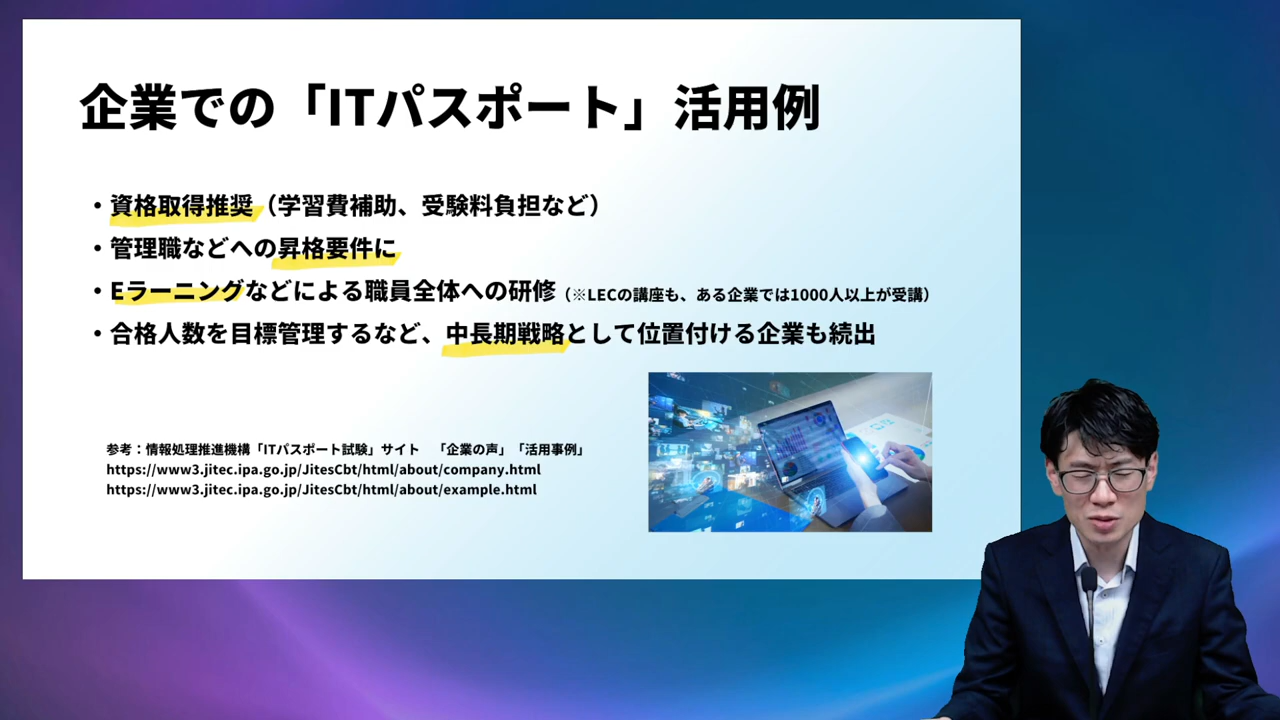 企業での「ITパスポート」活用例
・資格取得推奨（学習費補助、受験料負担など）
・管理職などへの昇格要件に
・Eラーニングなどによる職員全体への研修（※LECの講座も、ある企業では1000人以上が受講）
・合格人数を目標管理するなど、中長期戦略として位置付ける企業も続出
参考：情報処理推進機構「ITパスポート試験」サイト　「企業の声」「活用事例」
https://www3.jitec.ipa.go.jp/JitesCbt/html/about/company.html
https://www3.jitec.ipa.go.jp/JitesCbt/html/about/example.html